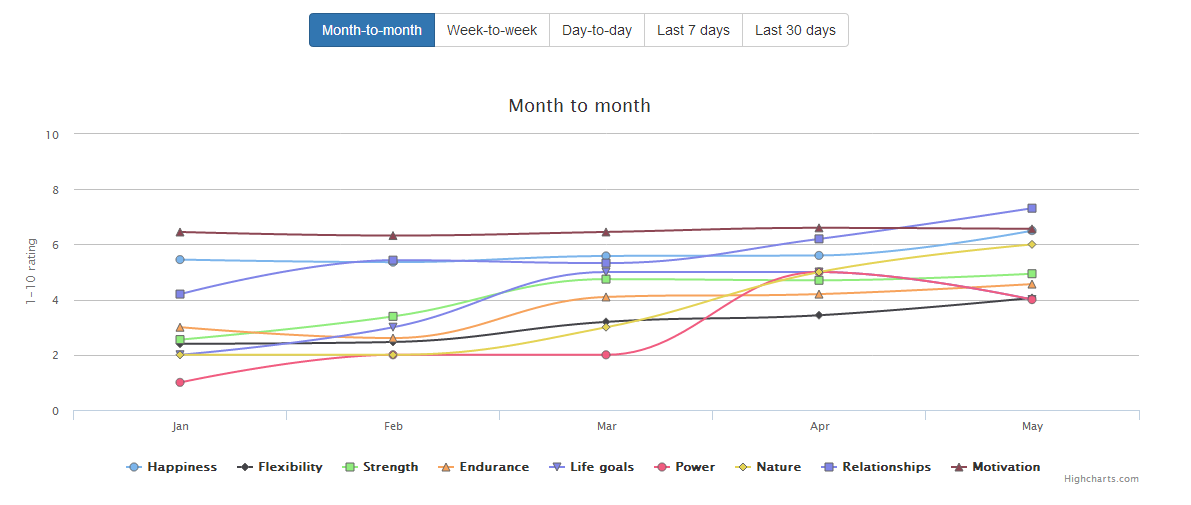 Month-to-month Week-to-week Day-to-day Last 7 days Last 30 days
Month to month
1-10 rating
10
8
6
4
2
0
Jan Feb Mar Apr May
Happiness Flexibility Strength Endurance Life goals Power Nature Relationships Motivation
Highcharts.com